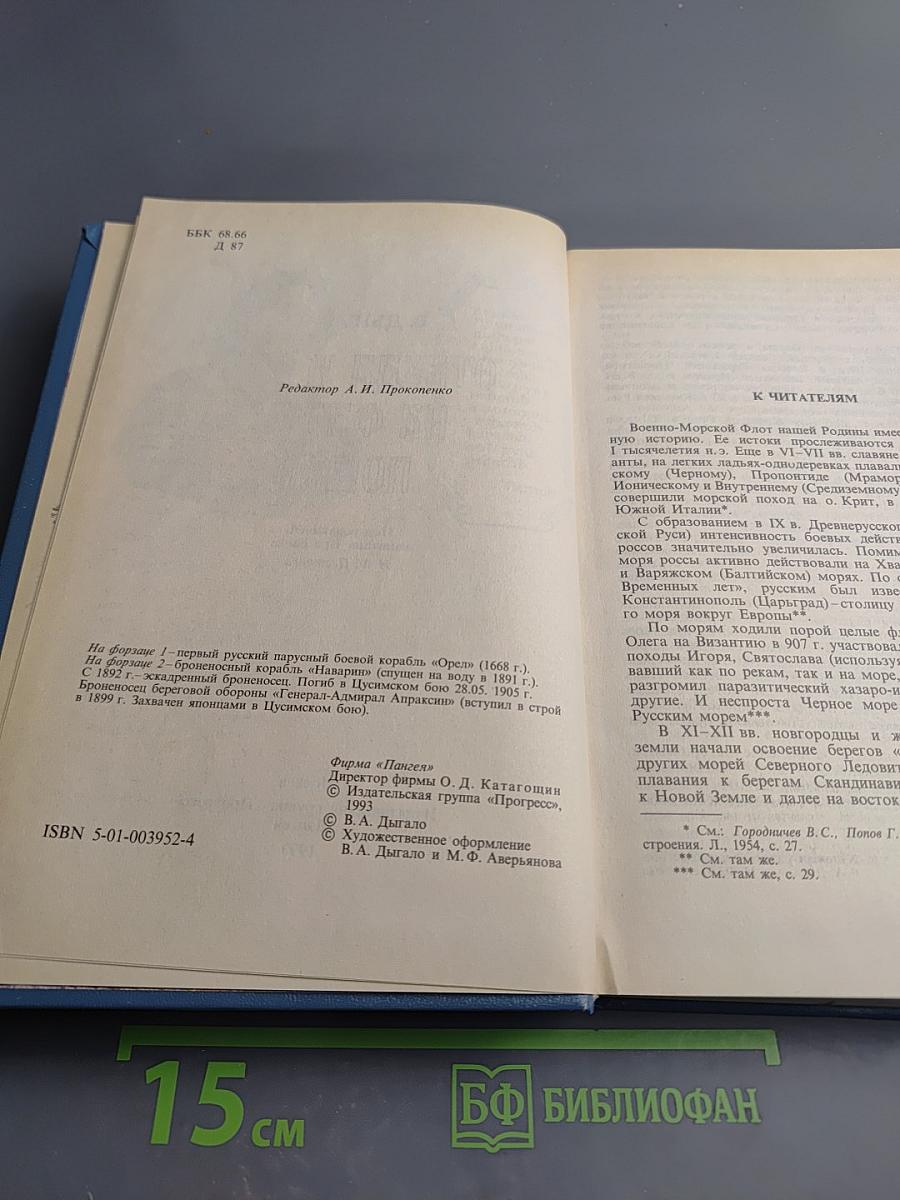 ББК 68.66
Д 87
Редактор А. И. Прокопенко
На форзаце 1–первый русский парусный боевой корабль «Орел» (1668 г.).
На форзаце 2–броненосный корабль «Наварин» (спущен на воду в 1891 г.).
С 1892 г.–эскадренный броненосец. Погиб в Цусимском бою 28.05. 1905 г.
Броненосец береговой обороны «Генерал-Адмирал Апраксин» (вступил в строй
в 1899 г. Захвачен японцами в Цусимском бою).
Фирма «Пангея»
Директор фирмы О. Д. Катагощин
© Издательская группа «Прогресс»,
1993
© В. А. Дыгало
© Художественное оформление
В. А. Дыгало и М. Ф. Аверьянова
ISBN 5-01-003952-4
К ЧИТАТЕЛЯМ
Военно-Морской Флот нашей Родины имее
ную историю. Ее истоки прослеживаются
I тысячелетия н. э. Еще в VI–VII вв. славяне
анты, на легких ладьях-однодеревках плавали
скому (Черному), Пропонтиде (Мрамор
Ионическому и Внутреннему (Средиземному
совершили морской поход на о. Крит, в
Южной Италии*.
С образованием в IX в. Древнерусского
ской Руси) интенсивность боевых действ
россов значительно увеличилась. Помим
моря россы активно действовали на Хва
и Варяжском (Балтийском) морях. По
Временных лет», русским был изве
Константинополь (Царьград)–столицу
го моря вокруг Европы**.
По морям ходили порой целые фл
Олега на Византию в 907 г. участвовал
походы Игоря, Святослава (используя
вавший как по рекам, так и на море,
разгромил паразитический хазаро-и
другие. И неспроста Черное море
Русским морем***.
В XI–XII вв. новгородцы и ж
земли начали освоение берегов «
других морей Северного Ледовит
плавания к берегам Скандинави
к Новой Земле и далее на восток
* См.: Городничев В. С., Попов Г.
строения. Л., 1954, с. 27.
** См. там же.
*** См. там же, с. 29.
15 см
БФ БИБЛИОФАН